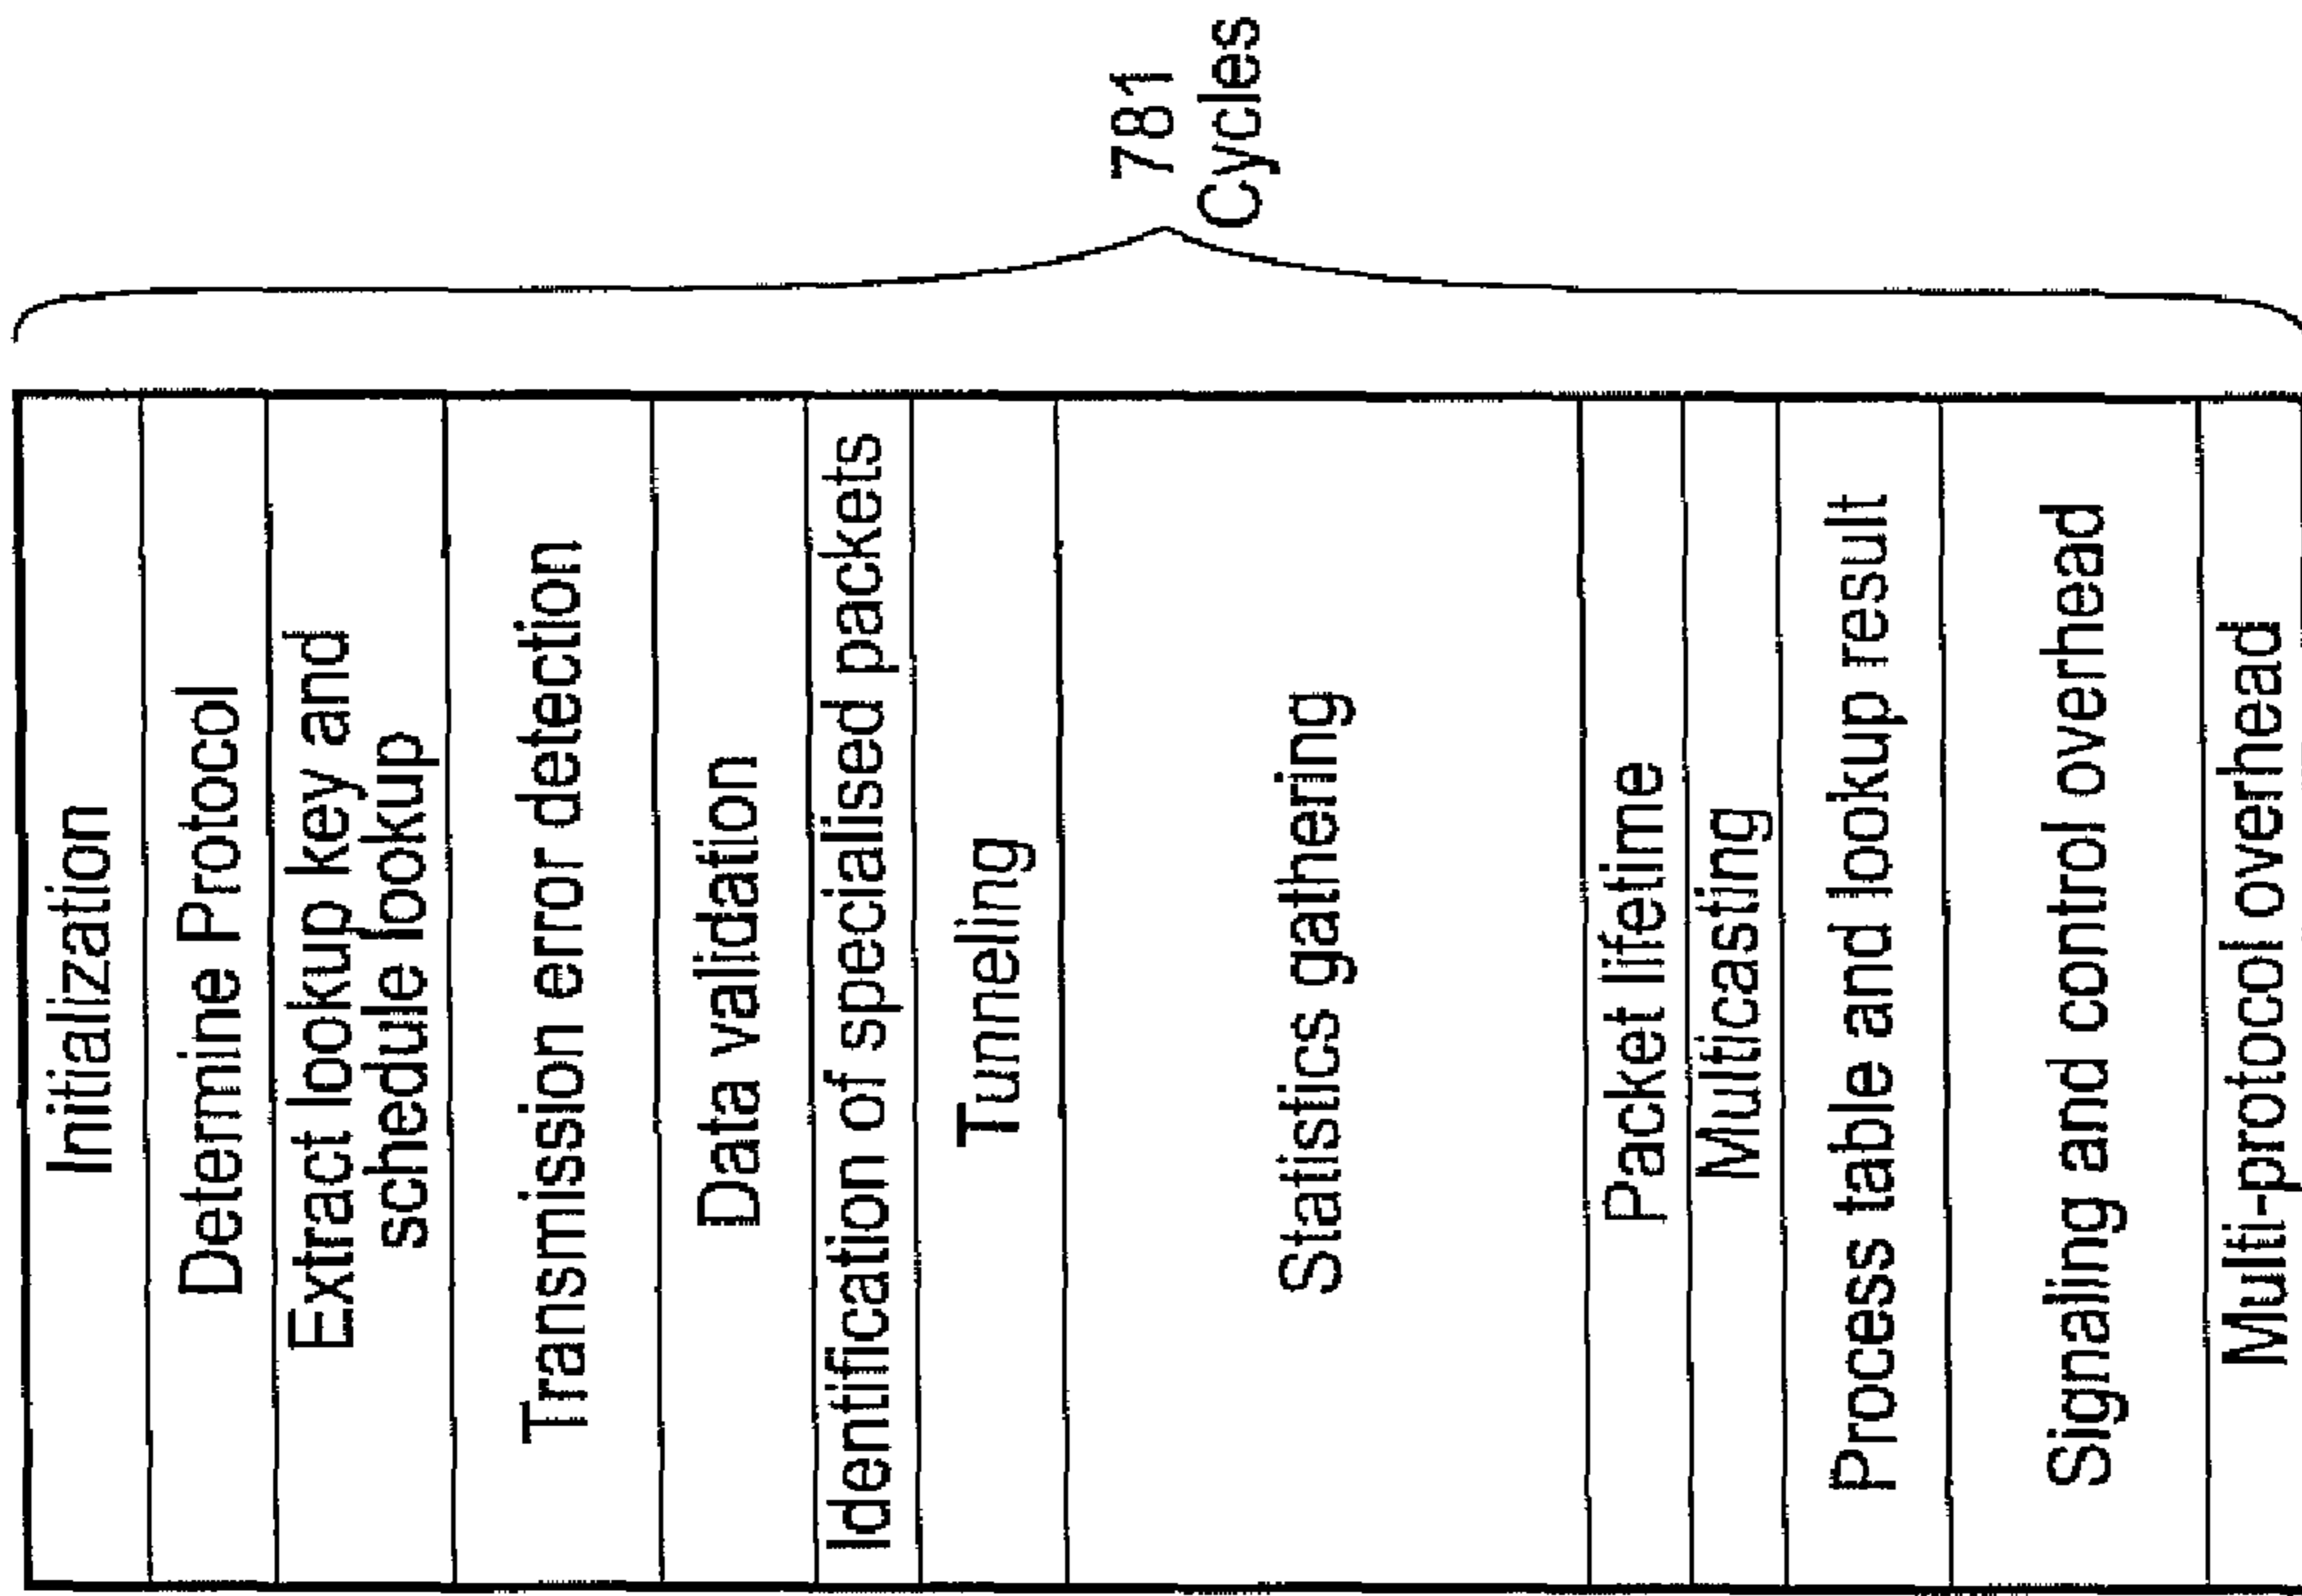 Initialization
Determine Protocol
Extract lookup key and
schedule lookup
Transmission error detection
Data validation
Identification of specialised packets
Tunneling
Statistics gathering
Packet lifetime
Multicasting
Process table and lookup result
Signaling and control overhead
Multi-protocol overhead
781
Cycles